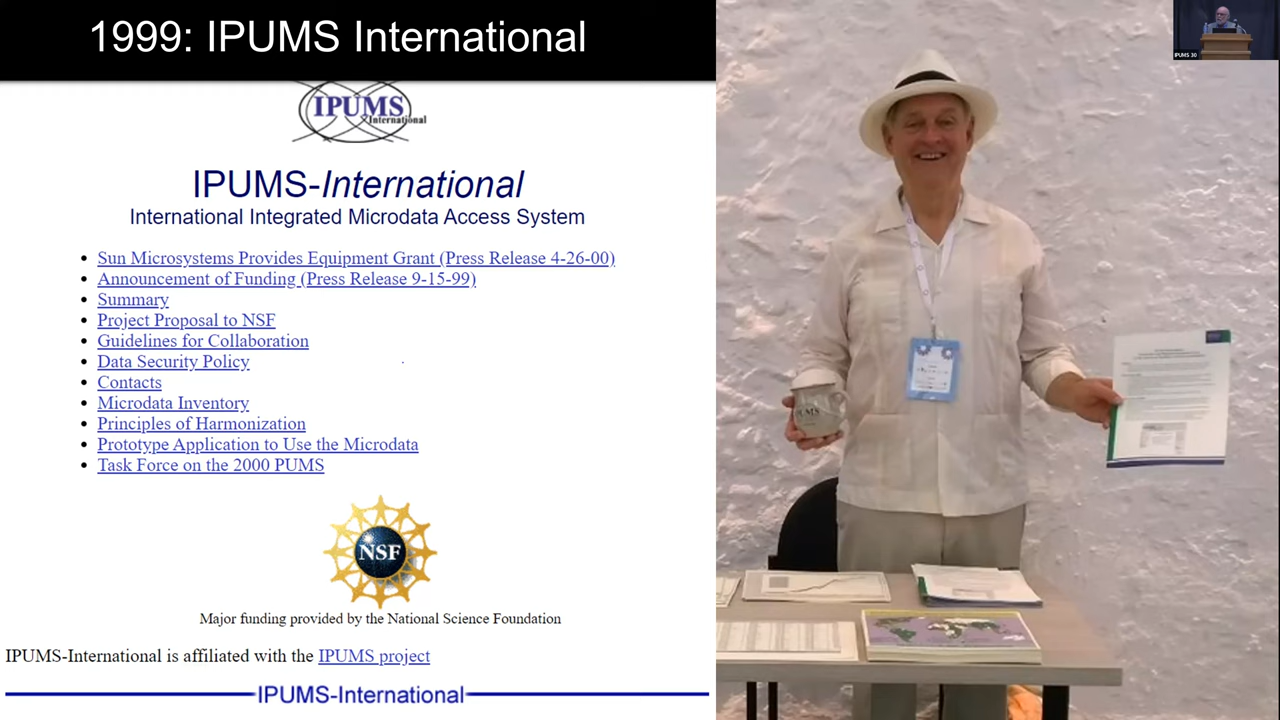 1999: IPUMS International
IPUMS
International
IPUMS-International
International Integrated Microdata Access System
Sun Microsystems Provides Equipment Grant (Press Release 4-26-00)
Announcement of Funding (Press Release 9-15-99)
Summary
Project Proposal to NSF
Guidelines for Collaboration
Data Security Policy
Contacts
Microdata Inventory
Principles of Harmonization
Prototype Application to Use the Microdata
Task Force on the 2000 PUMS
NSF
Major funding provided by the National Science Foundation
IPUMS-International is affiliated with the IPUMS project
IPUMS-International
IPUMS
IPUMS 30